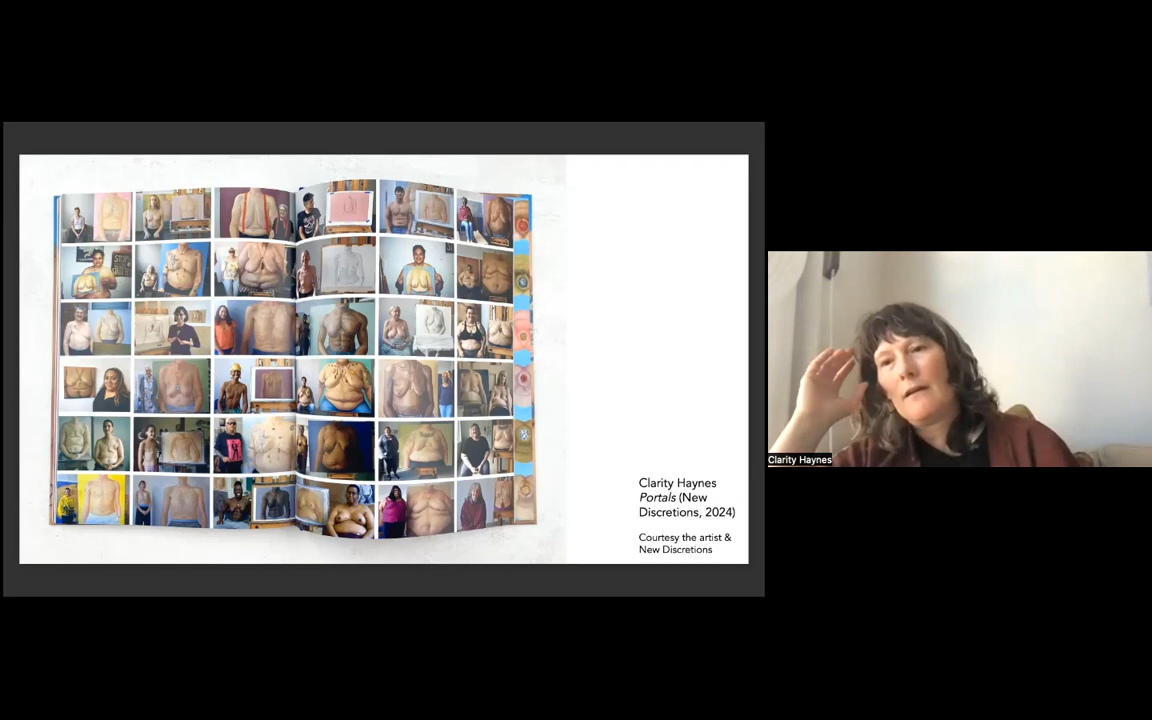 Clarity Haynes
Portals (New
Discretions, 2024)
Courtesy the artist &
New Discretions
Clarity Haynes